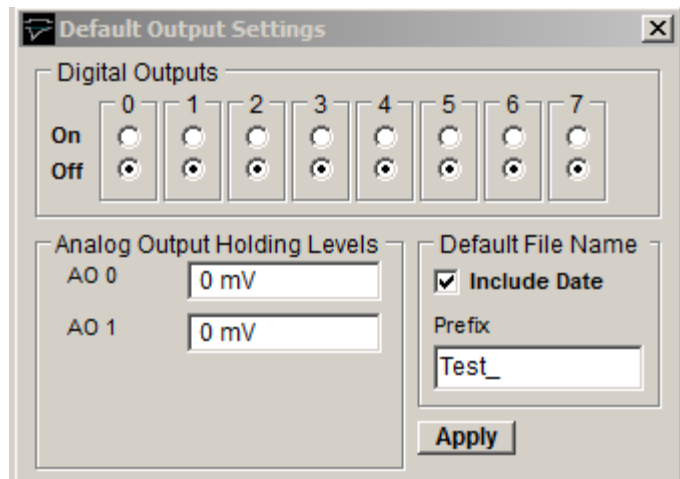 Default Output Settings
Digital Outputs
0 1 2 3 4 5 6 7
On
Off
Analog Output Holding Levels
AO 0 0 mV
AO 1 0 mV
Default File Name
Include Date
Prefix
Test_
Apply